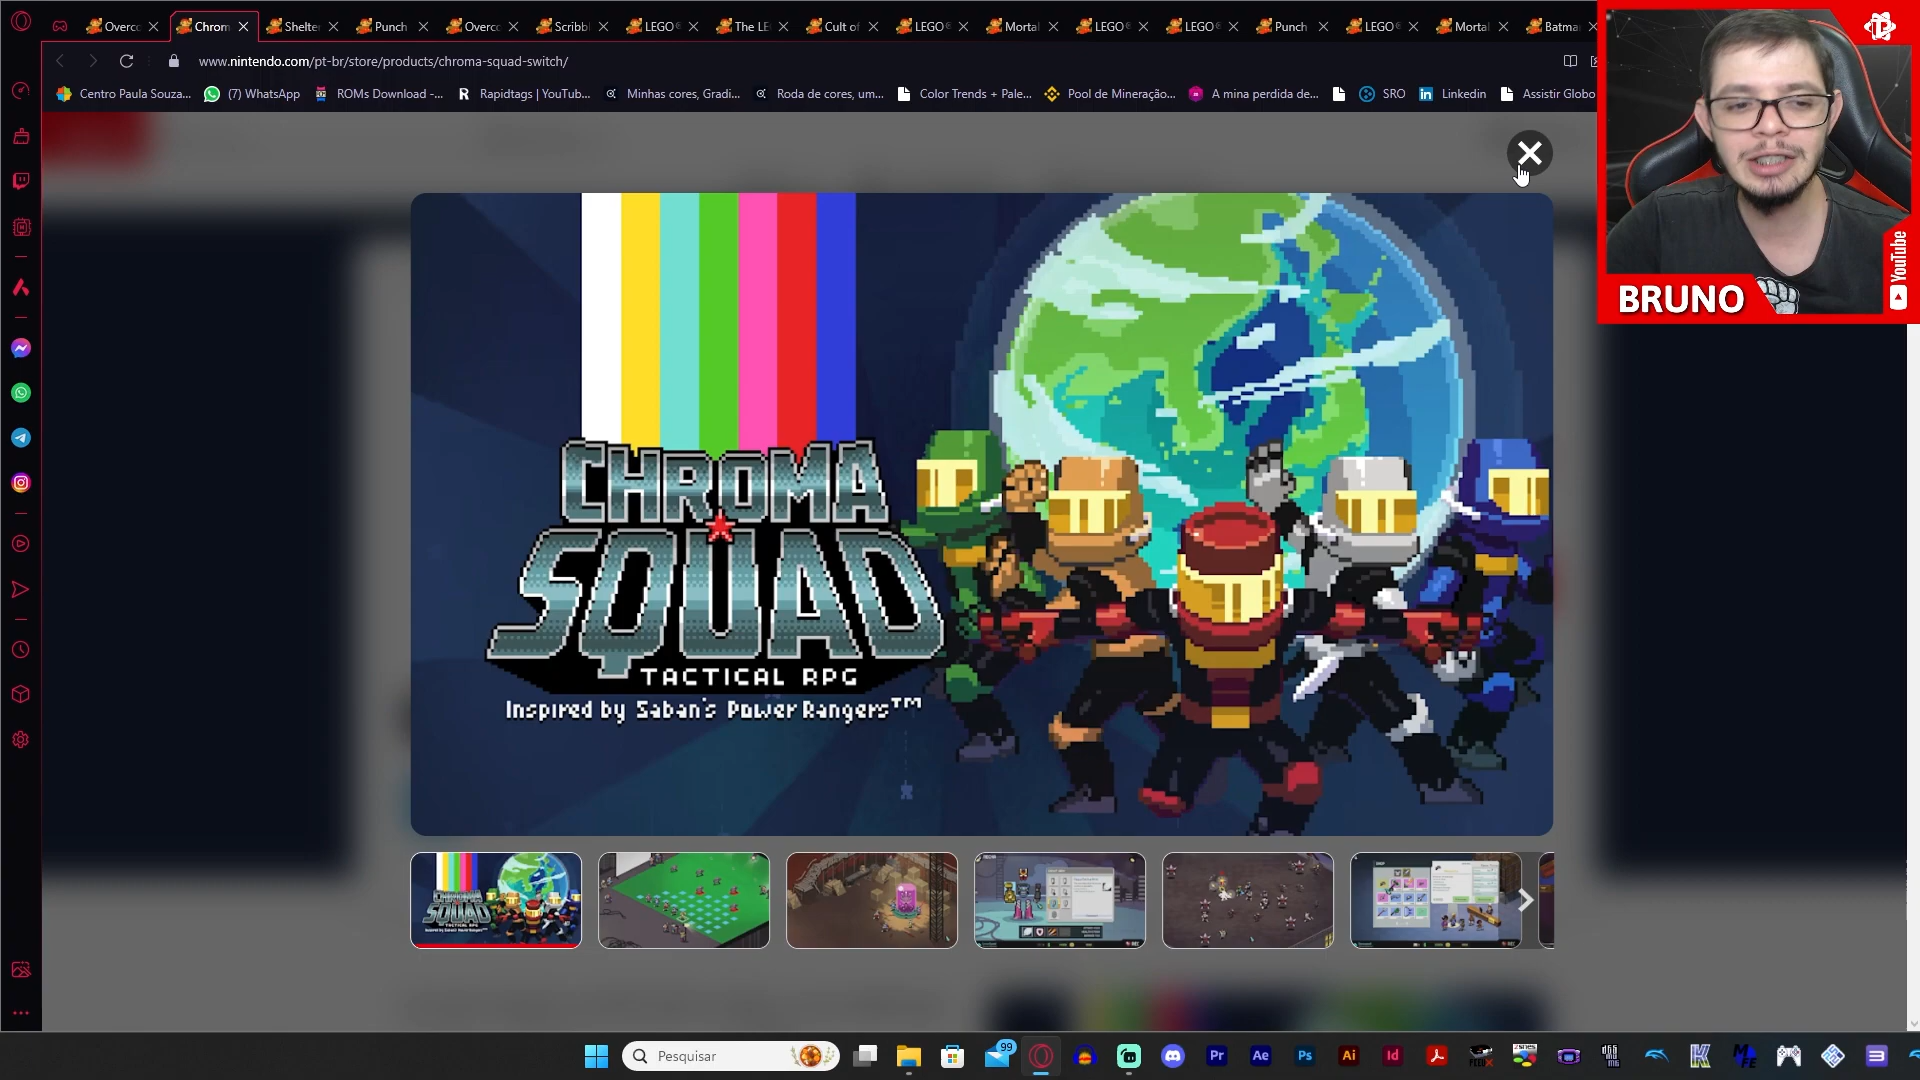 Overco
Chrom
Shelter
Punch
Overco
Scribbl
LEGO®
The LE
Cult of
LEGO®
Mortal
LEGO®
LEGO®
Punch
LEGO®
Mortal
Batma
www.nintendo.com/pt-br/store/products/chroma-squad-switch/
Centro Paula Souza...
(7) WhatsApp
ROMs Download -...
Rapidtags | YouTub...
Minhas cores, Gradi...
Roda de cores, um...
Color Trends + Pale...
Pool de Mineração...
A mina perdida de...
SRO
Linkedin
Assistir Globo
YouTube
BRUNO
CHROMA
SQUAD
TACTICAL RPG
Inspired by Saban's Power Rangers™
Pesquisar
99
Pr
Ae
Ps
Ai
Id